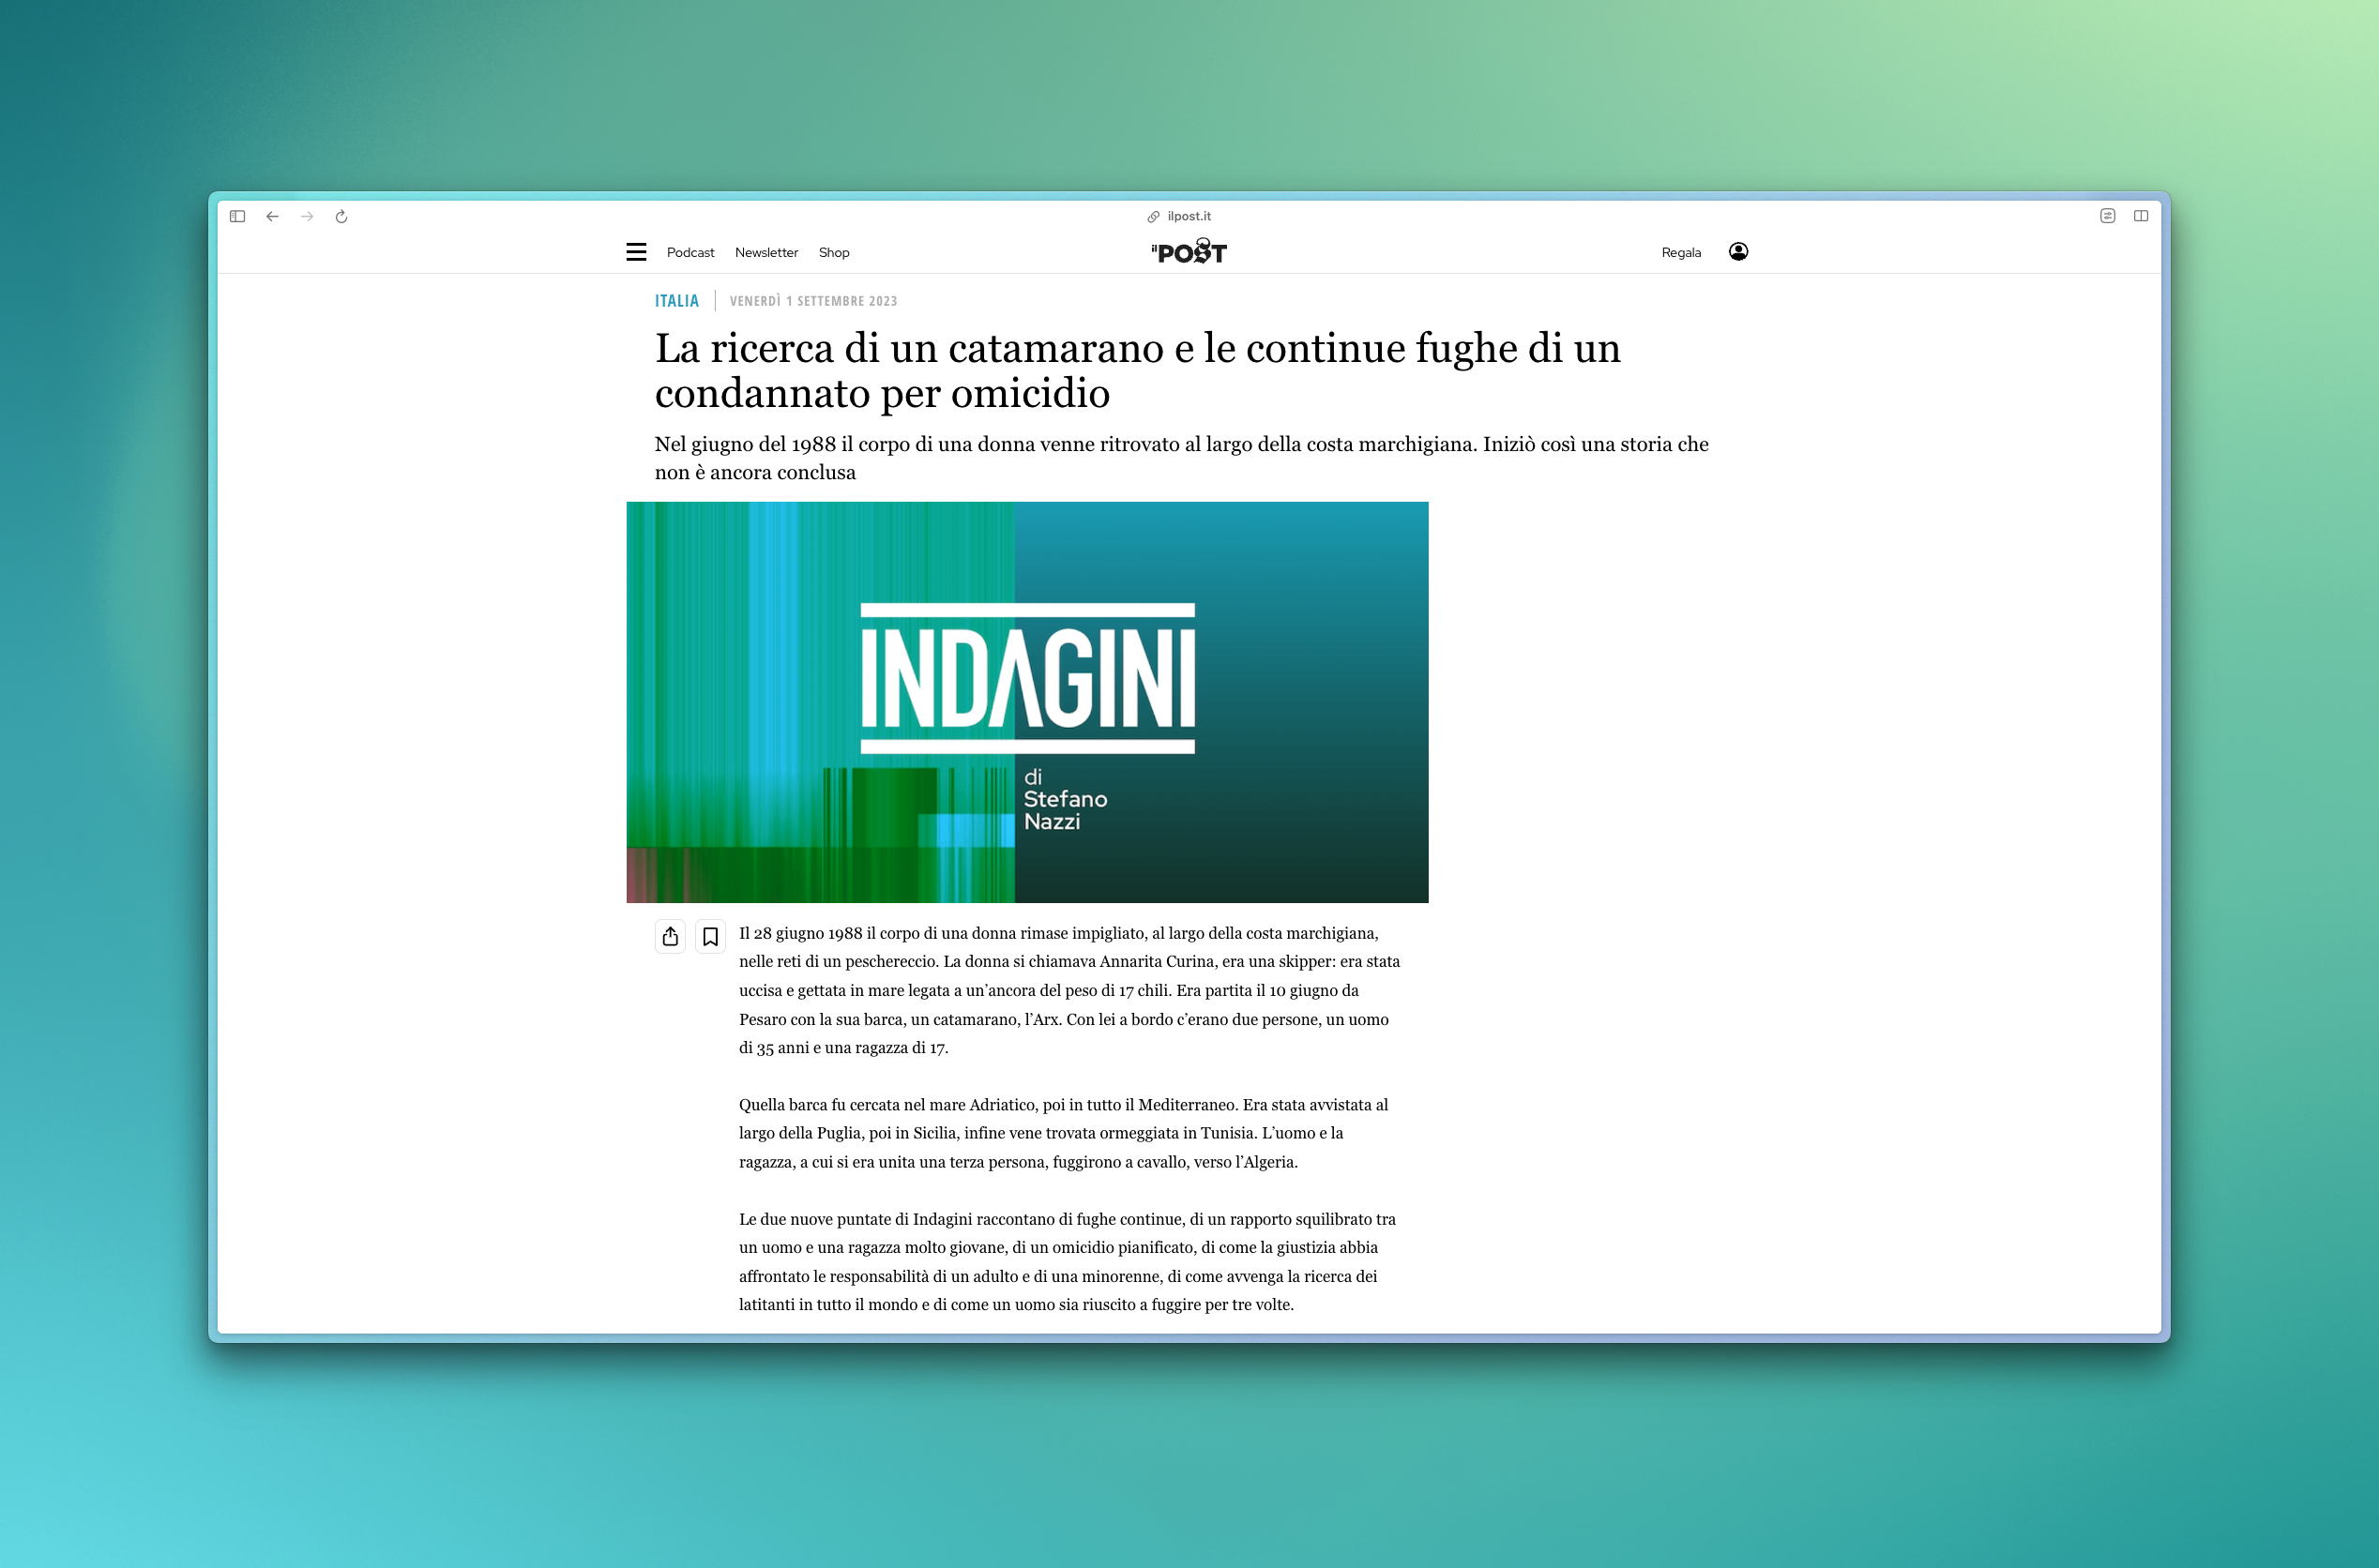 ilpost.it
Podcast Newsletter Shop
il POST
Regala
ITALIA VENERDÌ 1 SETTEMBRE 2023
La ricerca di un catamarano e le continue fughe di un
condannato per omicidio
Nel giugno del 1988 il corpo di una donna venne ritrovato al largo della costa marchigiana. Iniziò così una storia che
non è ancora conclusa
INDAGINI
di
Stefano
Nazzi
Il 28 giugno 1988 il corpo di una donna rimase impigliato, al largo della costa marchigiana,
nelle reti di un peschereccio. La donna si chiamava Annarita Curina, era una skipper: era stata
uccisa e gettata in mare legata a un’ancora del peso di 17 chili. Era partita il 10 giugno da
Pesaro con la sua barca, un catamarano, l’Arx. Con lei a bordo c’erano due persone, un uomo
di 35 anni e una ragazza di 17.
Quella barca fu cercata nel mare Adriatico, poi in tutto il Mediterraneo. Era stata avvistata al
largo della Puglia, poi in Sicilia, infine vene trovata ormeggiata in Tunisia. L’uomo e la
ragazza, a cui si era unita una terza persona, fuggirono a cavallo, verso l’Algeria.
Le due nuove puntate di Indagini raccontano di fughe continue, di un rapporto squilibrato tra
un uomo e una ragazza molto giovane, di un omicidio pianificato, di come la giustizia abbia
affrontato le responsabilità di un adulto e di una minorenne, di come avvenga la ricerca dei
latitanti in tutto il mondo e di come un uomo sia riuscito a fuggire per tre volte.